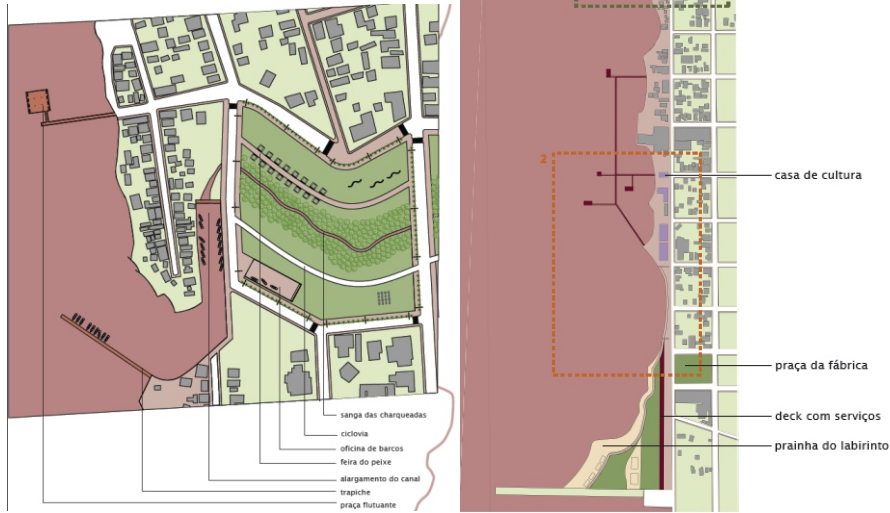 sanga das charqueadas
ciclovia
oficina de barcos
feira do peixe
alargamento do canal
trapiche
praça flutuante
2
casa de cultura
praça da fábrica
deck com serviços
prainha do labirinto